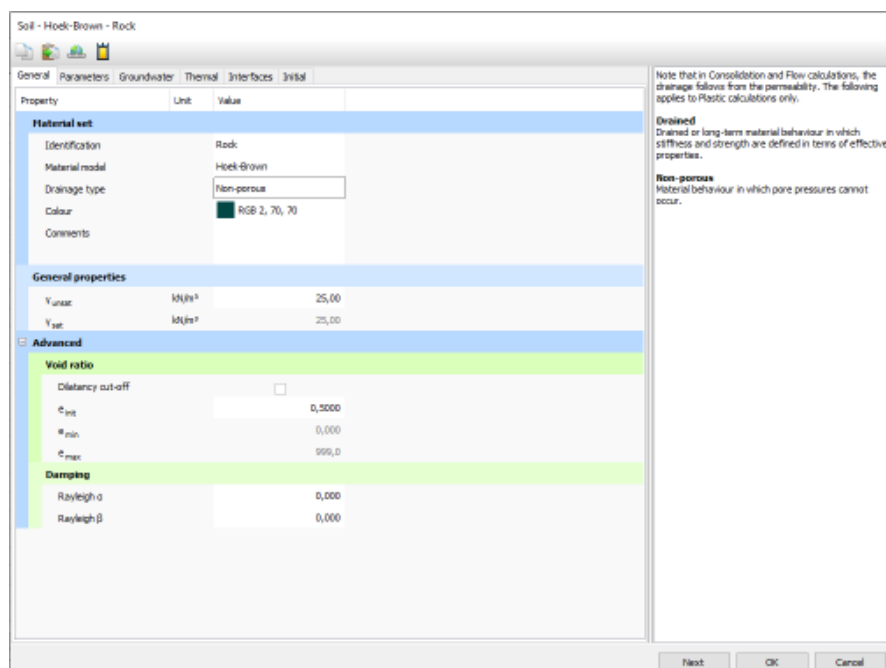 Soil - Hoek-Brown - Rock
General Parameters Groundwater Thermal Interfaces Initial
Property Unit Value
Material set
Identification Rock
Material model Hoek-Brown
Drainage type Non-porous
Colour RGB 2, 70, 70
Comments
General properties
γ unsat kN/m³ 25,00
γ sat kN/m³ 25,00
Advanced
Void ratio
Dilatancy cut-off
e init 0,5000
e min 0,000
e max 999,0
Damping
Rayleigh α 0,000
Rayleigh β 0,000
Note that in Consolidation and Flow calculations, the
drainage follows from the permeability. The following
applies to Plastic calculations only.
Drained
Drained or long-term material behaviour in which
stiffness and strength are defined in terms of effective
properties.
Non-porous
Material behaviour in which pore pressures cannot
occur.
Next OK Cancel